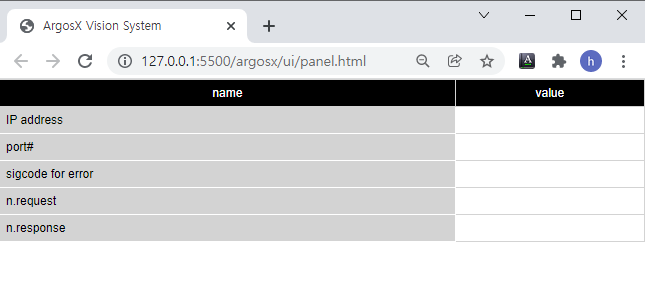 ArgosX Vision System
127.0.0.1:5500/argosx/ui/panel.html
A
h
name value
IP address
port#
sigcode for error
n.request
n.response